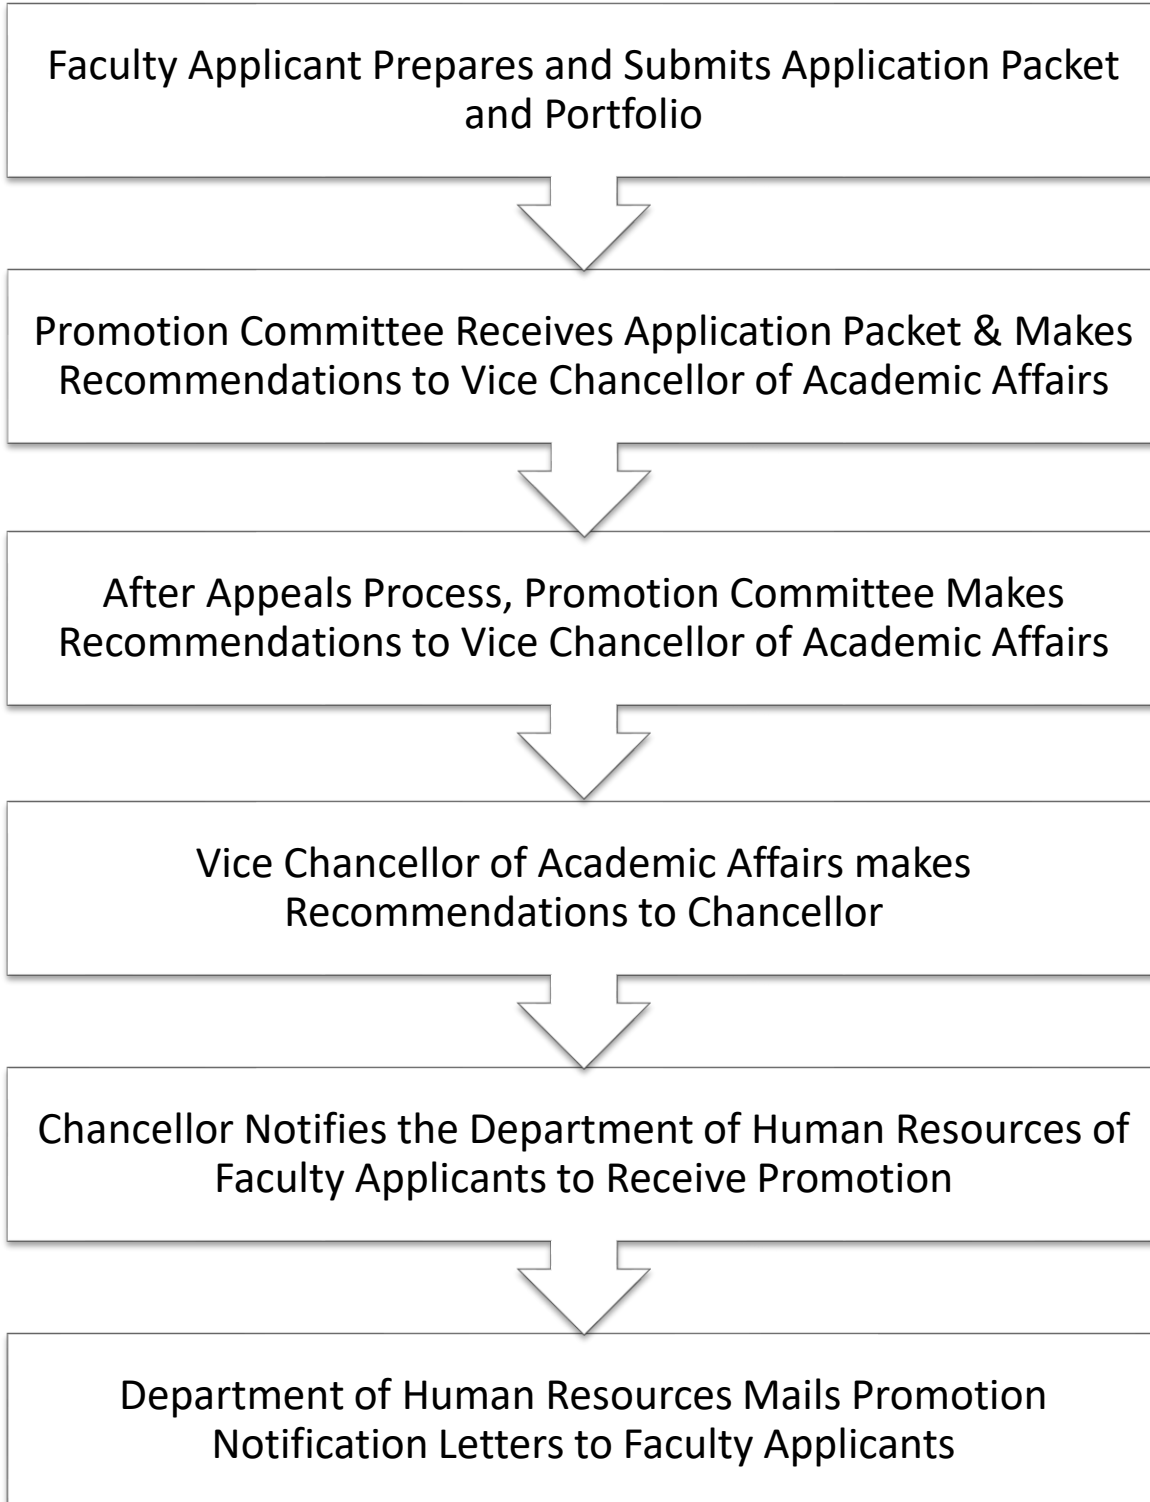 Faculty Applicant Prepares and Submits Application Packet
and Portfolio
Promotion Committee Receives Application Packet & Makes
Recommendations to Vice Chancellor of Academic Affairs
After Appeals Process, Promotion Committee Makes
Recommendations to Vice Chancellor of Academic Affairs
Vice Chancellor of Academic Affairs makes
Recommendations to Chancellor
Chancellor Notifies the Department of Human Resources of
Faculty Applicants to Receive Promotion
Department of Human Resources Mails Promotion
Notification Letters to Faculty Applicants